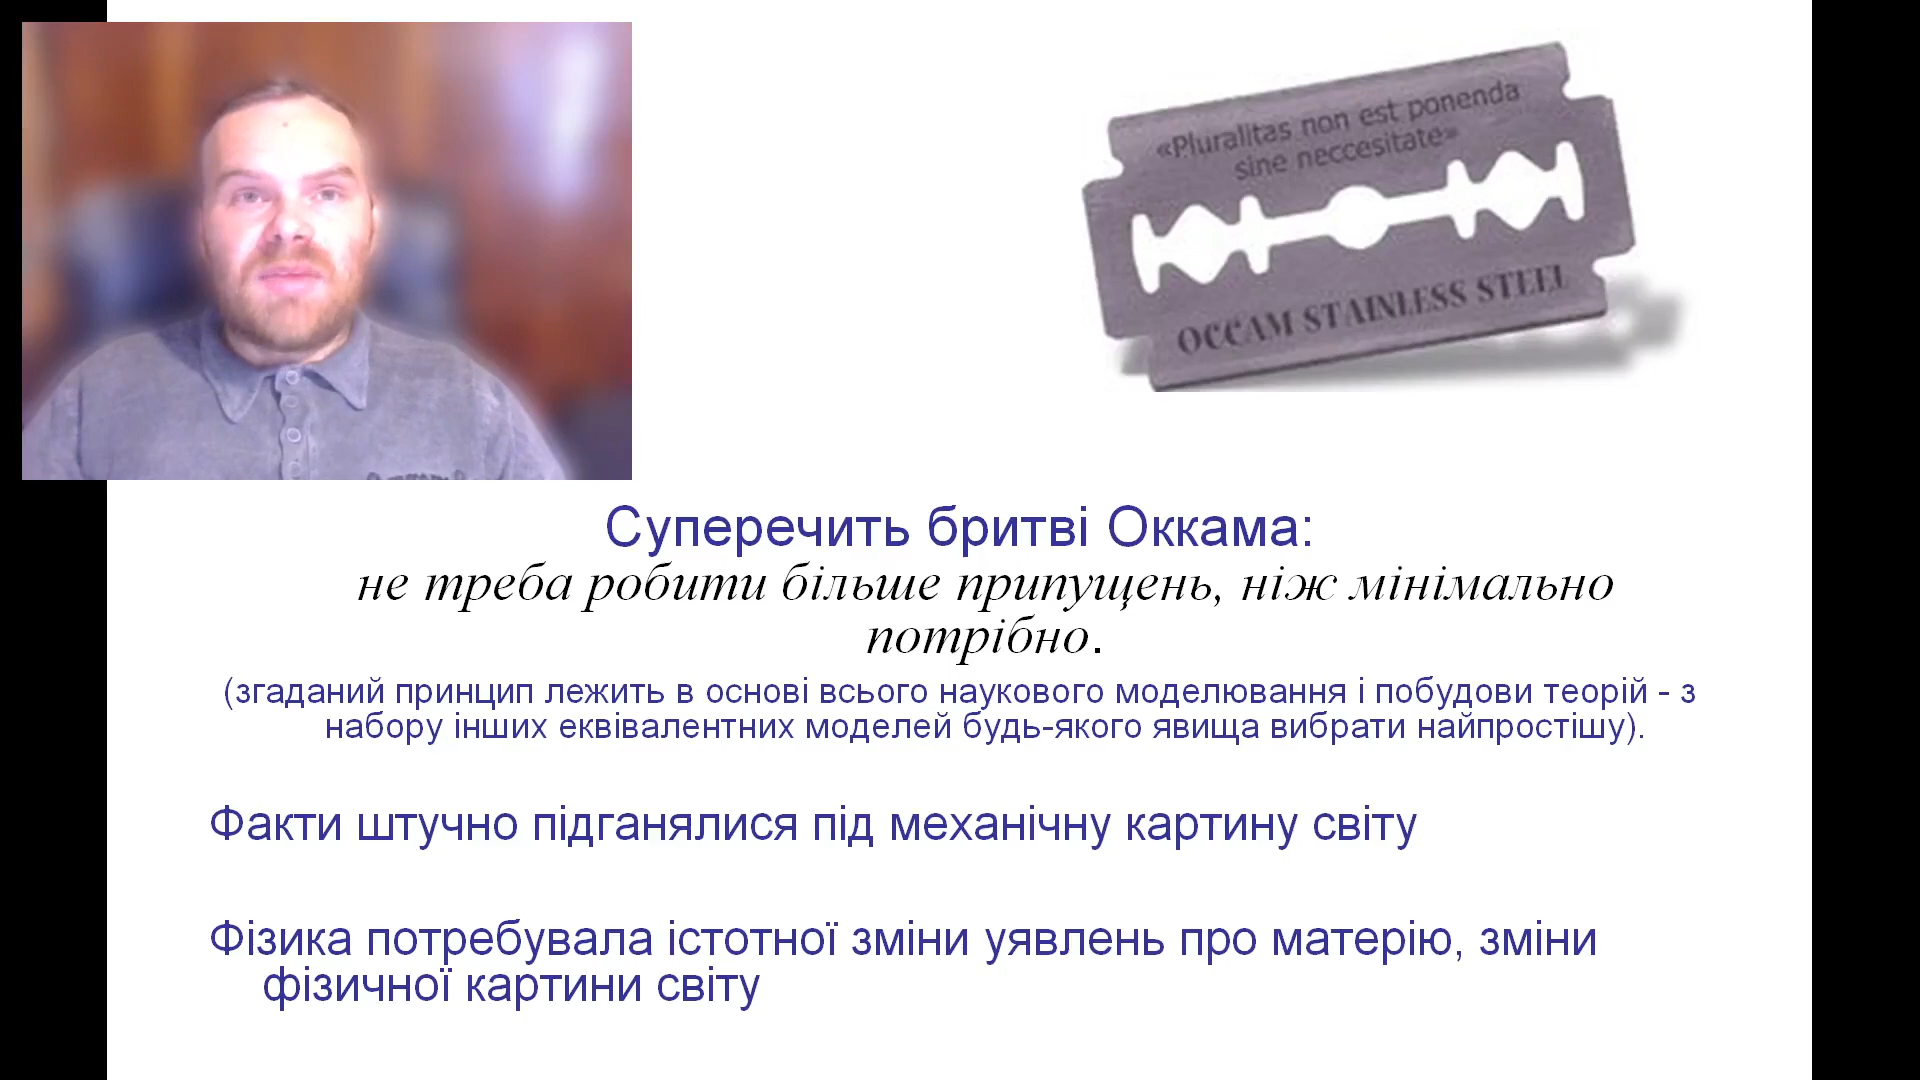 «Pluralitas non est ponenda
sine neccesitate»
OCCAM STAINLESS STEEL
Суперечить бритві Оккама:
не треба робити більше припущень, ніж мінімально
потрібно.
(згаданий принцип лежить в основі всього наукового моделювання і побудови теорій - з
набору інших еквівалентних моделей будь-якого явища вибрати найпростішу).
Факти штучно підганялися під механічну картину світу
Фізика потребувала істотної зміни уявлень про матерію, зміни
фізичної картини світу